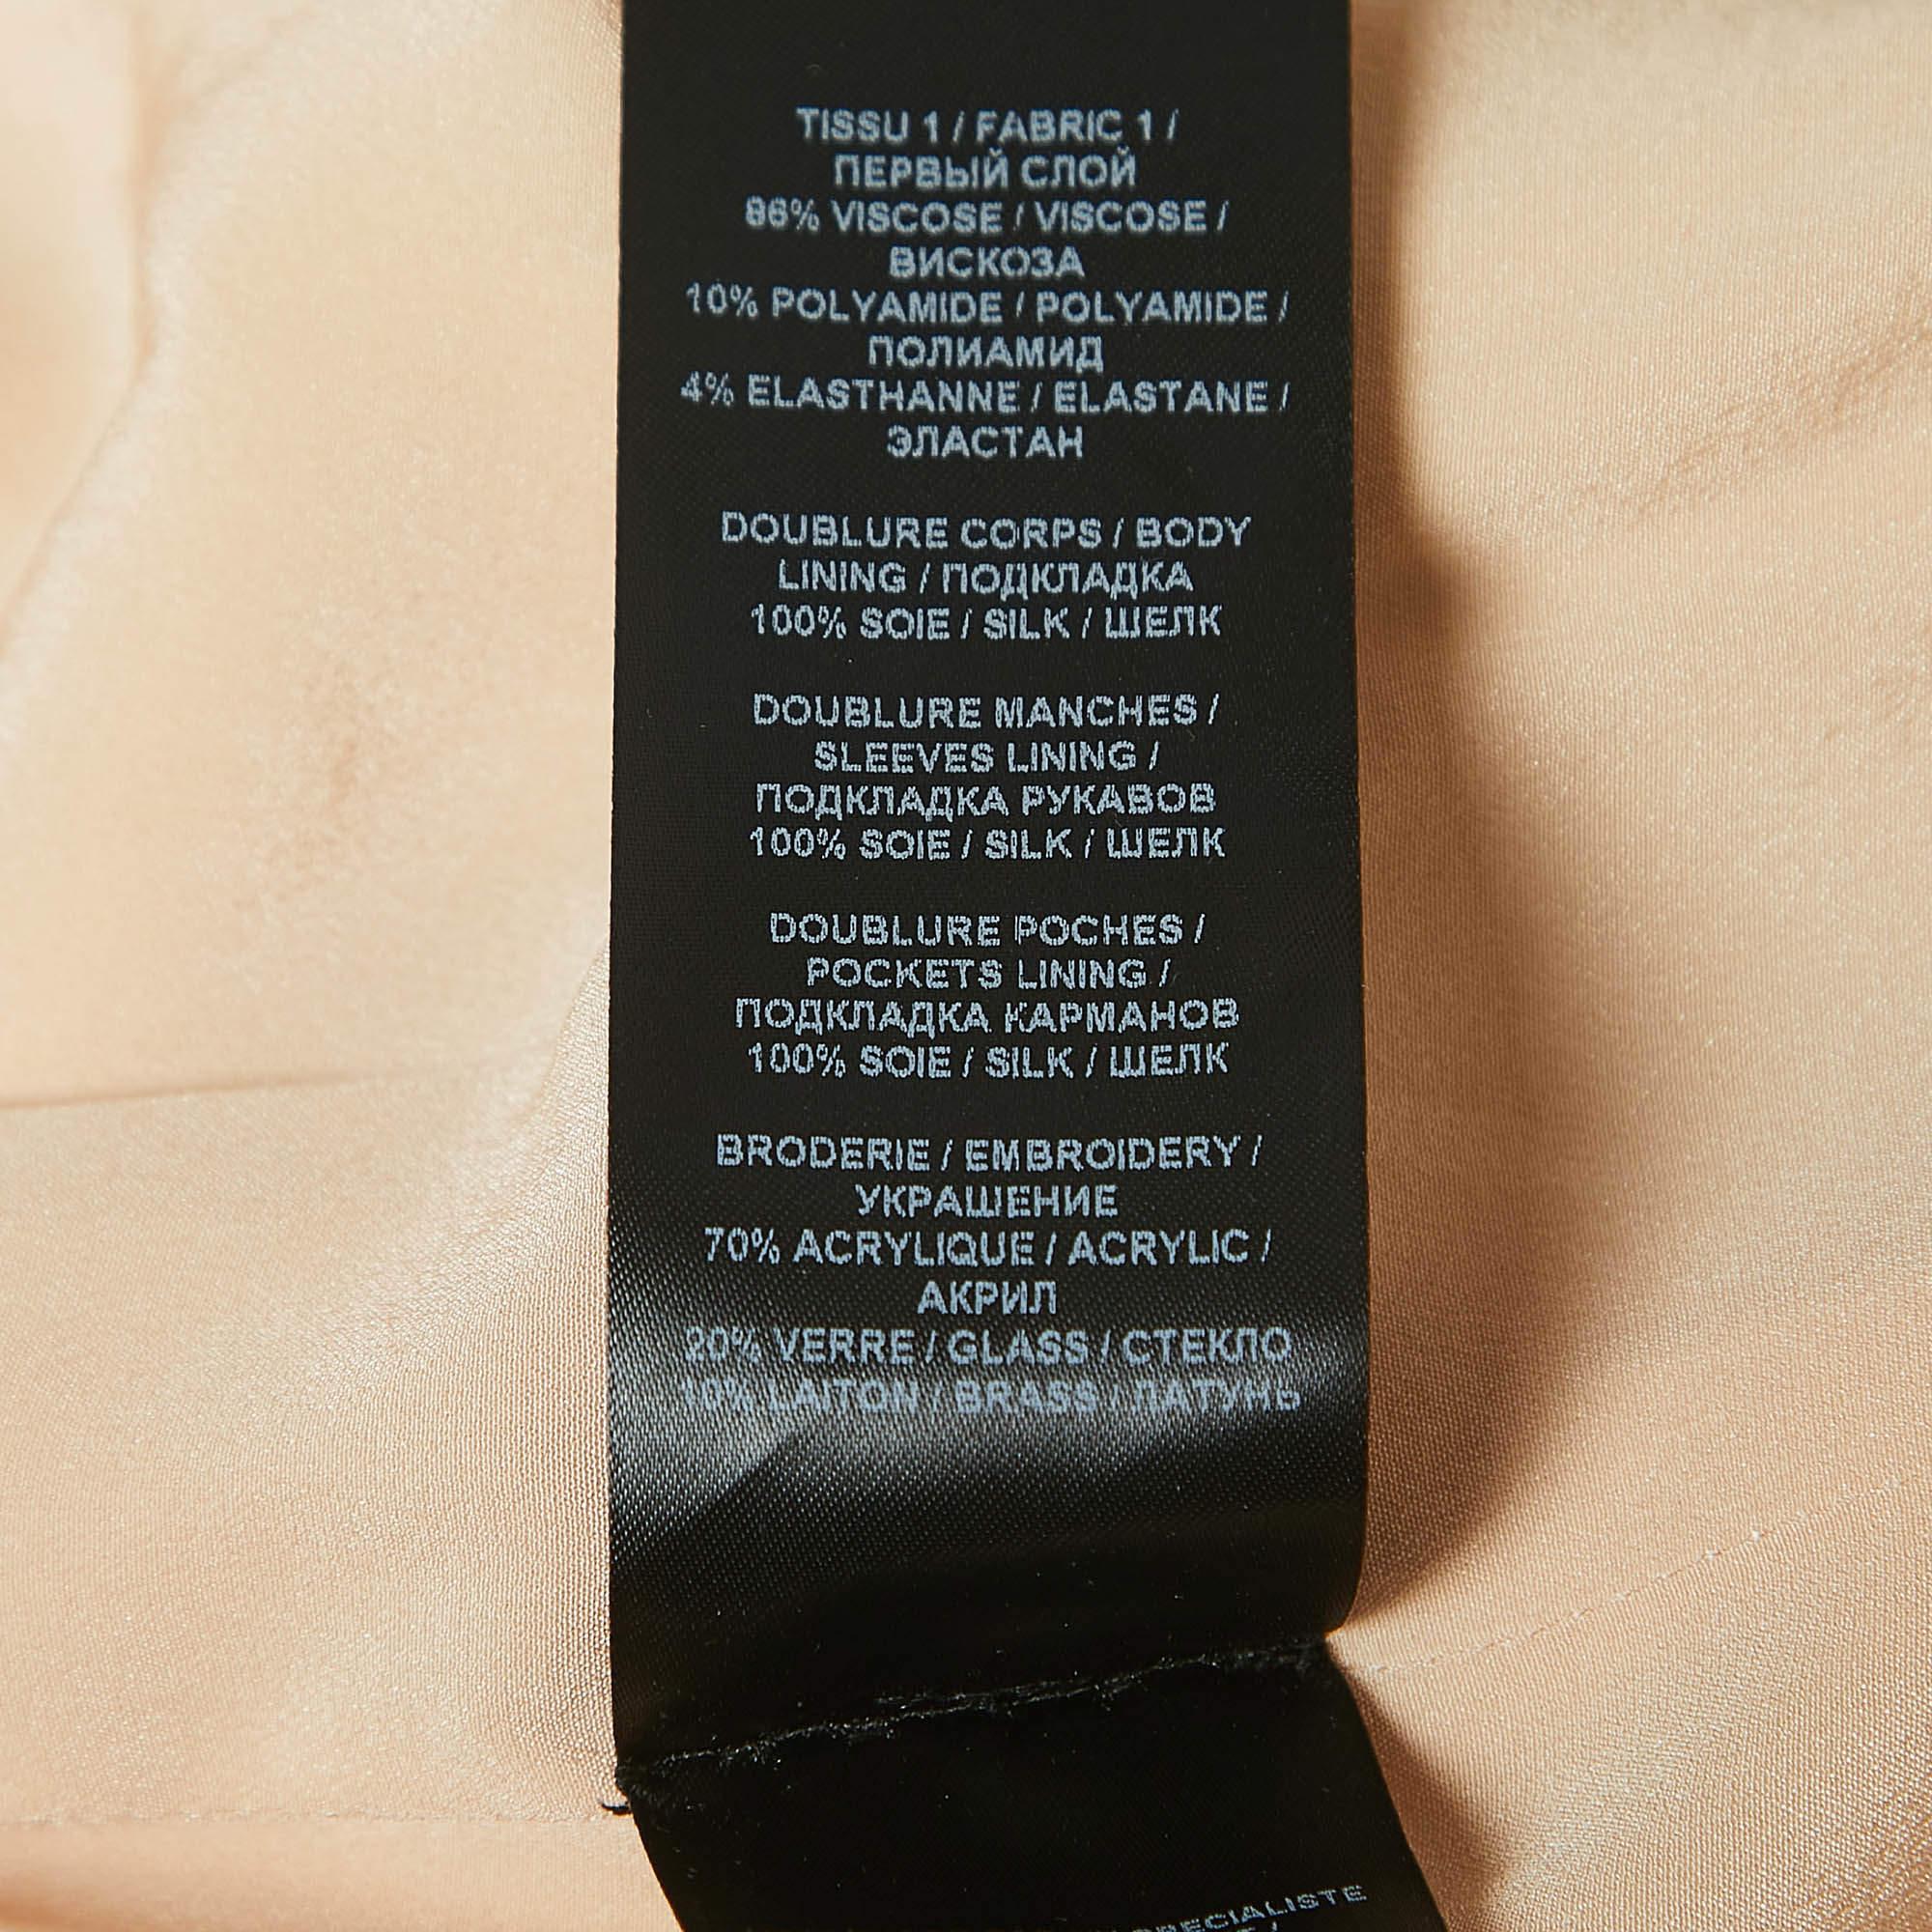 TISSU 1 / FABRIC 1 /
ПЕРВЫЙ СЛОЙ
86% VISCOSE / VISCOSE /
ВИСКОЗА
10% POLYAMIDE / POLYAMIDE /
ПОЛИАМИД
4% ELASTHANNE / ELASTANE /
ЭЛАСТАН
DOUBLURE CORPS / BODY
LINING / ПОДКЛАДКА
100% SOIE / SILK / ШЕЛК
DOUBLURE MANCHES /
SLEEVES LINING /
ПОДКЛАДКА РУКАВОВ
100% SOIE / SILK / ШЕЛК
DOUBLURE POCHES /
POCKETS LINING /
ПОДКЛАДКА КАРМАНОВ
100% SOIE / SILK / ШЕЛК
BRODERIE / EMBROIDERY /
УКРАШЕНИЕ
70% ACRYLIQUE / ACRYLIC /
АКРИЛ
20% VERRE / GLASS / СТЕКЛО
10% LAITON / BRASS / ЛАТУНЬ
SPECIALISTE